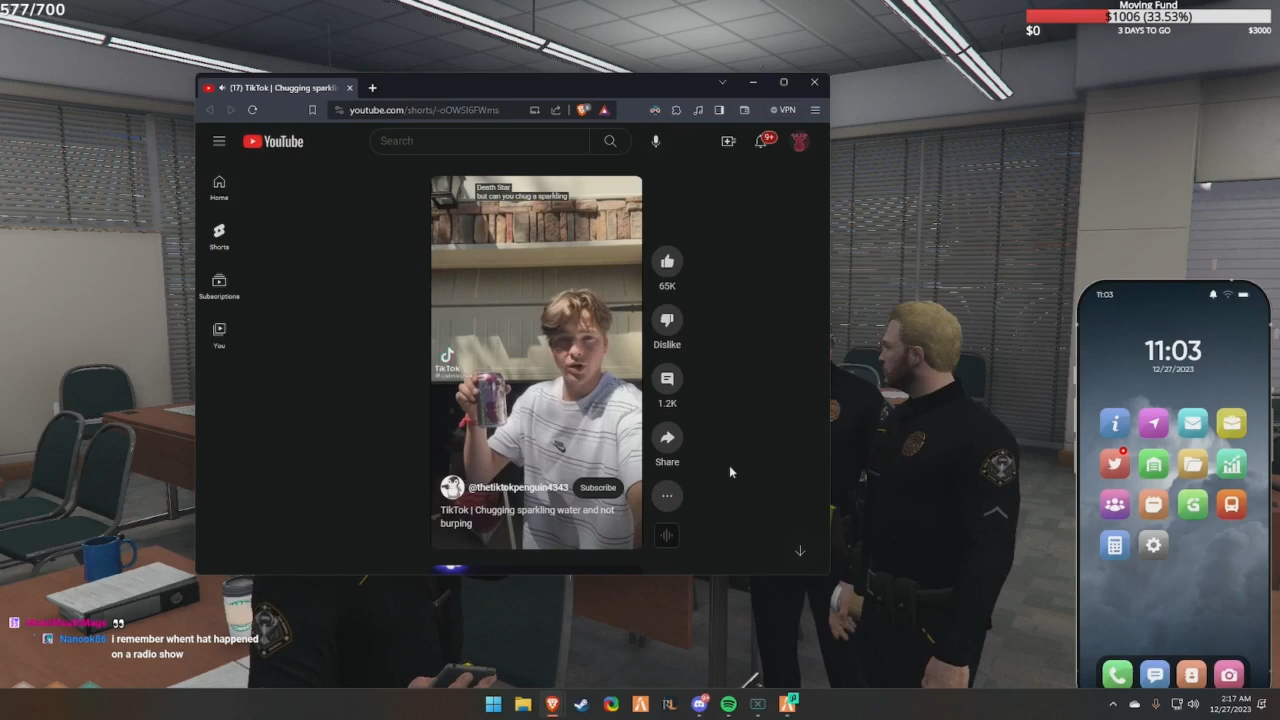 577/700
Moving Fund
$1006 (33.53%)
$0
3 DAYS TO GO
$3000
(17) TikTok | Chugging sparkli
youtube.com/shorts/-oOWSI6FWms
VPN
YouTube
Search
9+
Home
Shorts
Subscriptions
You
Death Star
but can you chug a sparkling
TikTok
65K
Dislike
1.2K
Share
@thetiktokpenguin4343
Subscribe
TikTok | Chugging sparkling water and not
burping
11:03
11:03
12/27/2023
👀
Nanook86 i remember whent hat happened
on a radio show
2:17 AM
12/27/2023